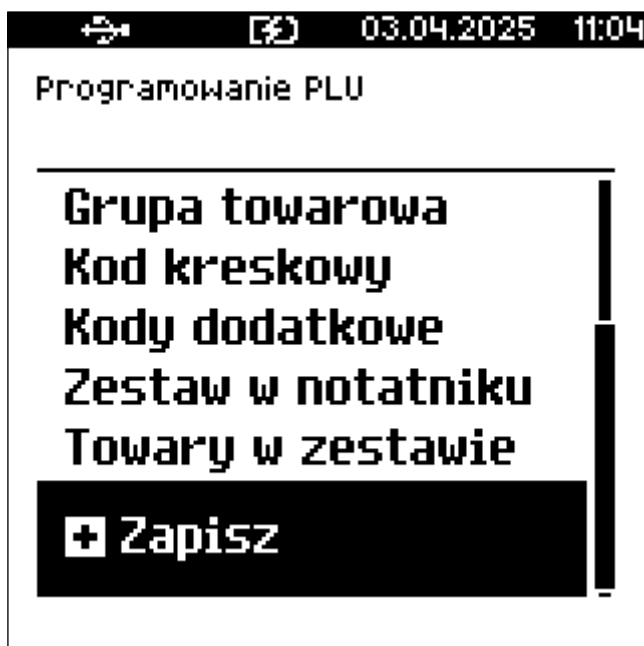 03.04.2025 11:04
Programowanie PLU
Grupa towarowa
Kod kreskowy
Kody dodatkowe
Zestaw w notatniku
Towary w zestawie
+ Zapisz